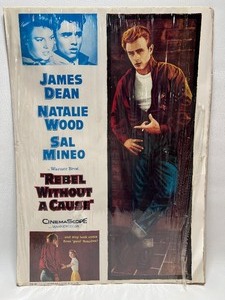 JAMES
DEAN
NATALIE
WOOD
SAL
MINEO
"REBEL
WITHOUT
A CAUSE"
CINEMASCOPE